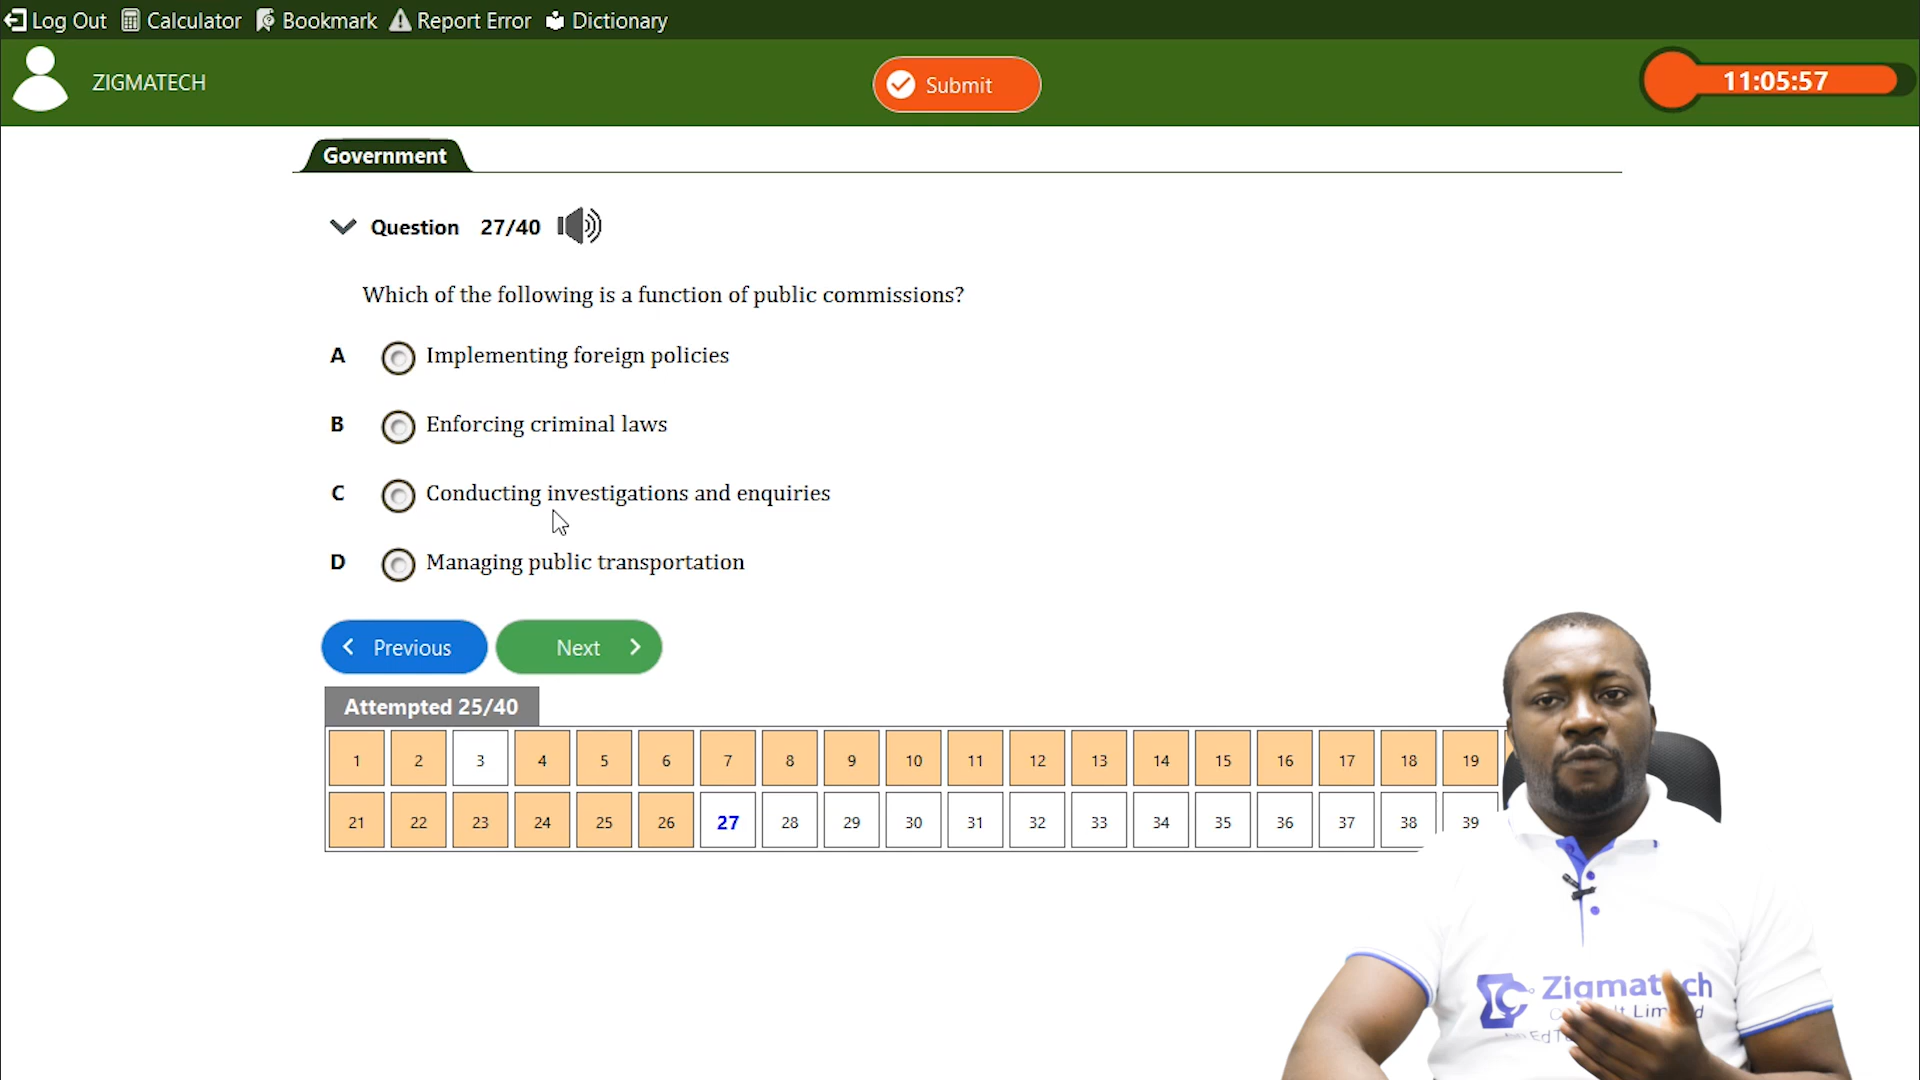 Log Out Calculator Bookmark Report Error Dictionary
ZIGMATECH
Submit
11:05:57
Government
Question 27/40
Which of the following is a function of public commissions?
A Implementing foreign policies
B Enforcing criminal laws
C Conducting investigations and enquiries
D Managing public transportation
Previous Next
Attempted 25/40
1 2 3 4 5 6 7 8 9 10 11 12 13 14 15 16 17 18 19
21 22 23 24 25 26 27 28 29 30 31 32 33 34 35 36 37 38 39